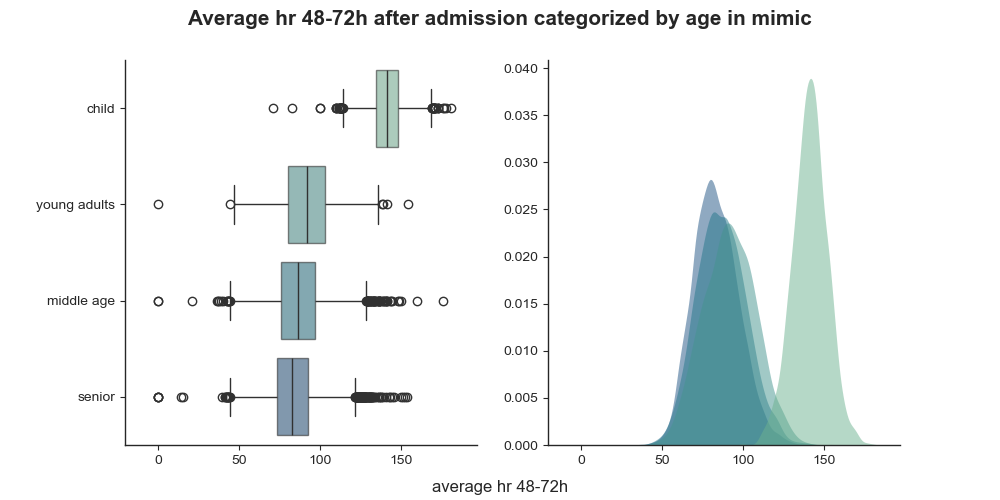 Average hr 48-72h after admission categorized by age in mimic
child
young adults
middle age
senior
0 50 100 150
0.040
0.035
0.030
0.025
0.020
0.015
0.010
0.005
0.000
0 50 100 150
average hr 48-72h